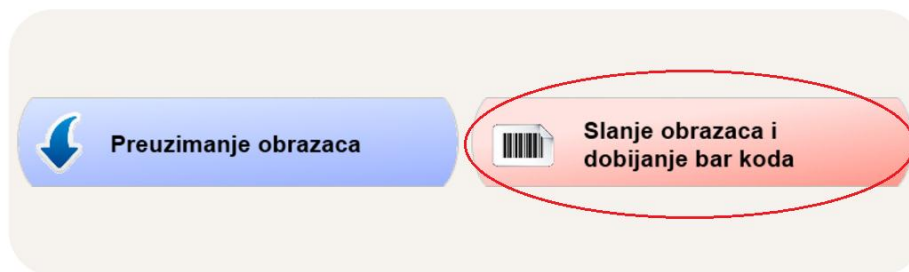 Preuzimanje obrazaca
Slanje obrazaca i
dobijanje bar koda